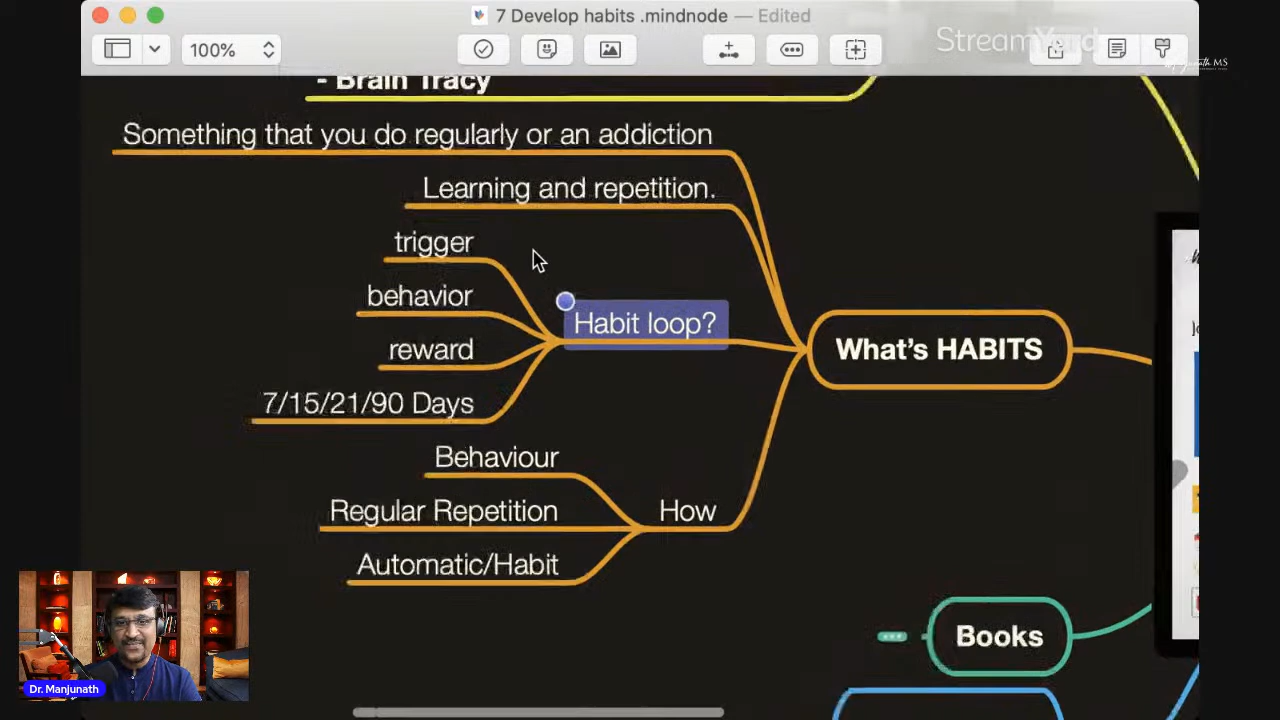 7 Develop habits .mindnode — Edited
100%
StreamYard
Manjunath MS
- Brain Tracy
Something that you do regularly or an addiction
Learning and repetition.
trigger
behavior
reward
7/15/21/90 Days
Habit loop?
What's HABITS
Behaviour
Regular Repetition
Automatic/Habit
How
Books
Dr. Manjunath